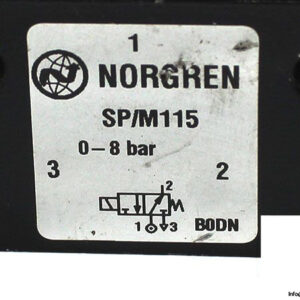 1
NORGREN
SP/M115
0-8 bar
3 2
2
1 3 BODN